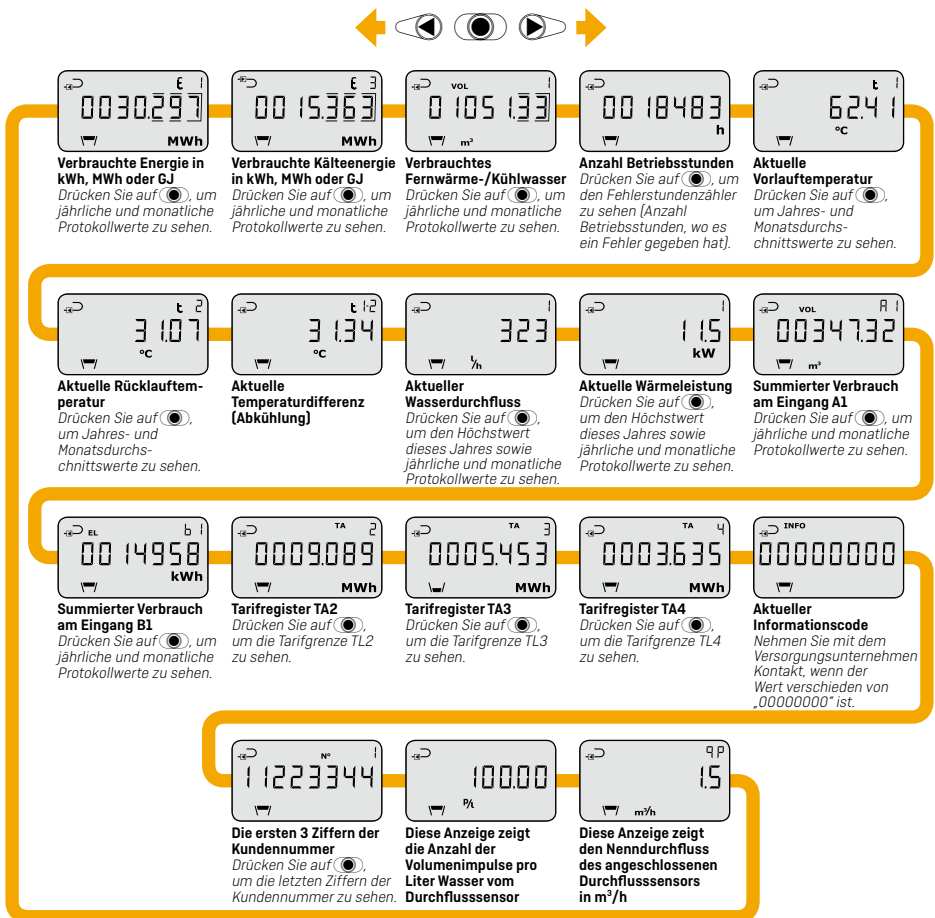 E 1
0030.297
MWh
Verbrauchte Energie in
kWh, MWh oder GJ
Drücken Sie auf , um
jährliche und monatliche
Protokollwerte zu sehen.
E 3
0015.363
MWh
Verbrauchte Kälteenergie
in kWh, MWh oder GJ
Drücken Sie auf , um
jährliche und monatliche
Protokollwerte zu sehen.
VOL 1
01051.33
m³
Verbrauchtes
Fernwärme-/Kühlwasser
Drücken Sie auf , um
jährliche und monatliche
Protokollwerte zu sehen.
0018483
h
Anzahl Betriebsstunden
Drücken Sie auf , um
den Fehlerstundenzähler
zu sehen (Anzahl
Betriebsstunden, wo es
ein Fehler gegeben hat).
t 1
62.41
°C
Aktuelle
Vorlauftemperatur
Drücken Sie auf ,
um Jahres- und
Monatsdurchs-
chnittswerte zu sehen.
t 2
31.07
°C
Aktuelle Rücklauftem-
peratur
Drücken Sie auf ,
um Jahres- und
Monatsdurchs-
chnittswerte zu sehen.
t 1-2
31.34
°C
Aktuelle
Temperaturdifferenz
(Abkühlung)
1
323
l/h
Aktueller
Wasserdurchfluss
Drücken Sie auf ,
um den Höchstwert
dieses Jahres sowie
jährliche und monatliche
Protokollwerte zu sehen.
1
11.5
kW
Aktuelle Wärmeleistung
Drücken Sie auf ,
um den Höchstwert
dieses Jahres sowie
jährliche und monatliche
Protokollwerte zu sehen.
VOL A1
00347.32
m³
Summierter Verbrauch
am Eingang A1
Drücken Sie auf , um
jährliche und monatliche
Protokollwerte zu sehen.
EL b1
0014958
kWh
Summierter Verbrauch
am Eingang B1
Drücken Sie auf , um
jährliche und monatliche
Protokollwerte zu sehen.
TA 2
0009.089
MWh
Tarifregister TA2
Drücken Sie auf ,
um die Tarifgrenze TL2
zu sehen.
TA 3
0005.453
MWh
Tarifregister TA3
Drücken Sie auf ,
um die Tarifgrenze TL3
zu sehen.
TA 4
0003.635
MWh
Tarifregister TA4
Drücken Sie auf ,
um die Tarifgrenze TL4
zu sehen.
INFO
00000000
Aktueller
Informationscode
Nehmen Sie mit dem
Versorgungsunternehmen
Kontakt, wenn der
Wert verschieden von
„00000000“ ist.
N° 1
11223344
Die ersten 3 Ziffern der
Kundennummer
Drücken Sie auf ,
um die letzten Ziffern der
Kundennummer zu sehen.
100.00
P/l
Diese Anzeige zeigt
die Anzahl der
Volumenimpulse pro
Liter Wasser vom
Durchflusssensor
qP
1.5
m³/h
Diese Anzeige zeigt
den Nenndurchfluss
des angeschlossenen
Durchflusssensors
in m³/h